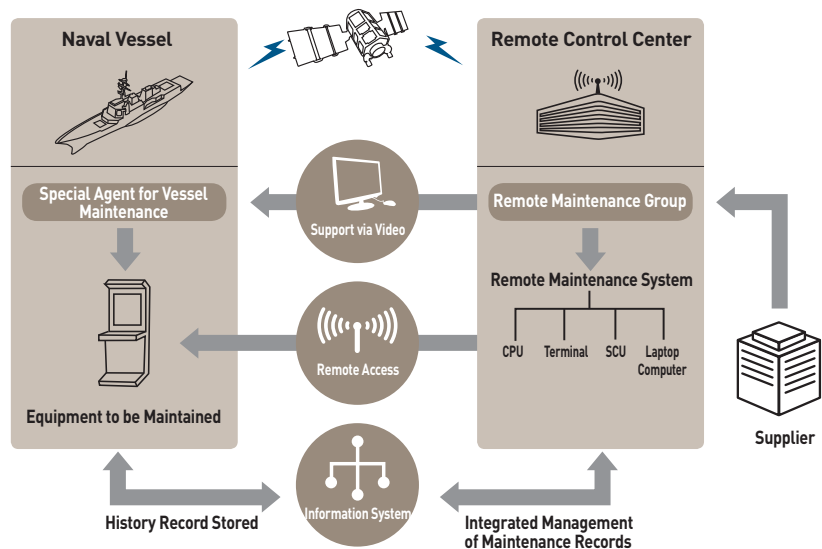 Naval Vessel
Remote Control Center
Special Agent for Vessel
Maintenance
Support via Video
Remote Maintenance Group
Remote Maintenance System
CPU
Terminal
SCU
Laptop
Computer
Remote Access
Equipment to be Maintained
Supplier
Information System
History Record Stored
Integrated Management
of Maintenance Records